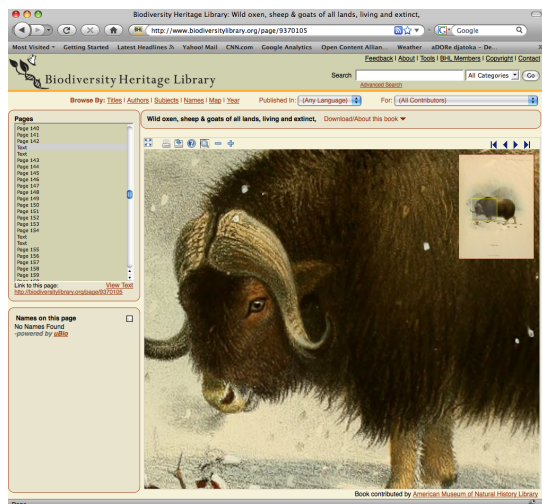 Biodiversity Heritage Library: Wild oxen, sheep & goats of all lands, living and extinct,
http://www.biodiversitylibrary.org/page/9370105
Google
Most Visited Getting Started Latest Headlines Yahoo! Mail CNN.com Google Analytics Open Content Allian... Weather aDORe djatoka – De...
Feedback | About | Tools | BHL Members | Copyright | Contact
Biodiversity Heritage Library
Search All Categories Go
Advanced Search
Browse By: Titles | Authors | Subjects | Names | Map | Year Published In: (Any Language) For: (All Contributors)
Pages
Page 140
Page 141
Page 142
Text
Text
Page 143
Page 144
Page 145
Page 146
Page 147
Page 148
Page 149
Page 150
Page 151
Page 152
Page 153
Page 154
Text
Text
Page 155
Page 156
Page 157
Page 158
Page 159
Link to this page: View Text
http://biodiversitylibrary.org/page/9370105
Names on this page
No Names Found
-powered by uBio
Wild oxen, sheep & goats of all lands, living and extinct, Download/About this book
Book contributed by American Museum of Natural History Library